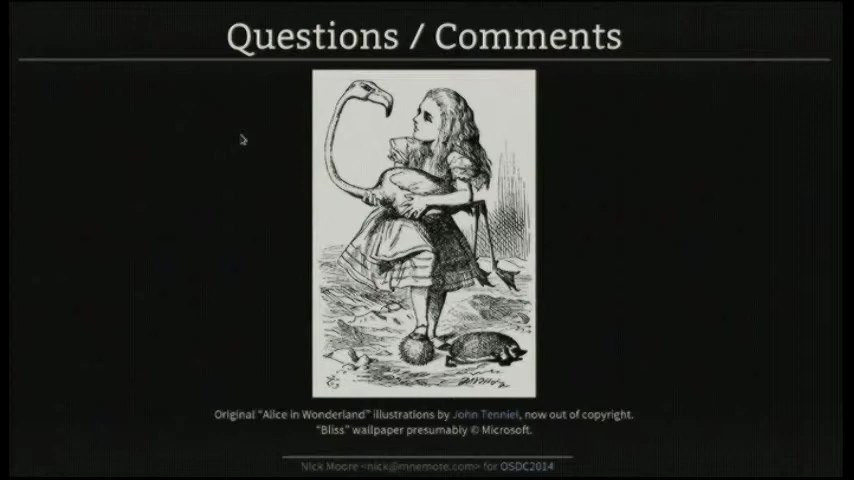 Questions / Comments
Original “Alice in Wonderland” illustrations by John Tenniel, now out of copyright.
“Bliss” wallpaper presumably © Microsoft.
Nick Moore <nick@mnemote.com> for OSDC2014